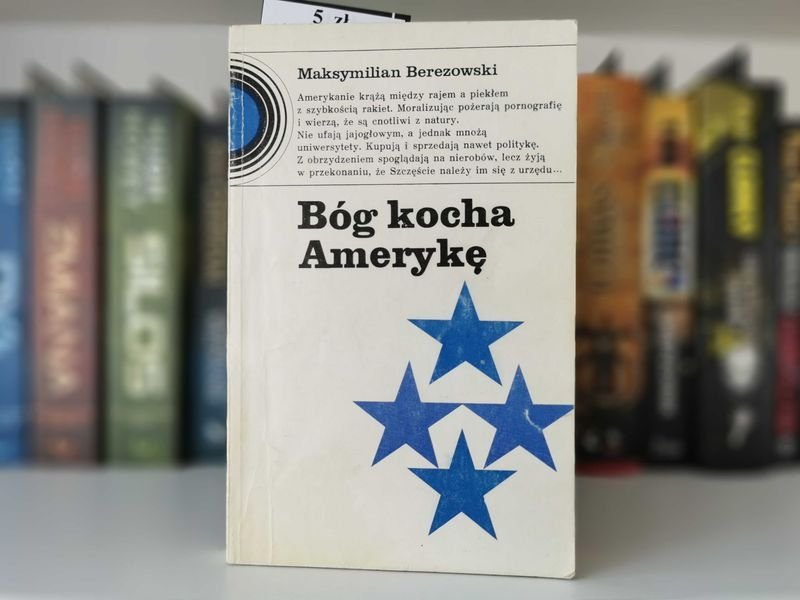 5 zł
Maksymilian Berezowski
Amerykanie krążą między rajem a piekłem
z szybkością rakiet. Moralizując pożerają pornografię
i wierzą, że są cnotliwi z natury.
Nie ufają jajogłowym, a jednak mnożą
uniwersytety. Kupują i sprzedają nawet politykę.
Z obrzydzeniem spoglądają na nierobów, lecz żyją
w przekonaniu, że Szczęście należy im się z urzędu...
Bóg kocha
Amerykę
ZMIANA
SILOS